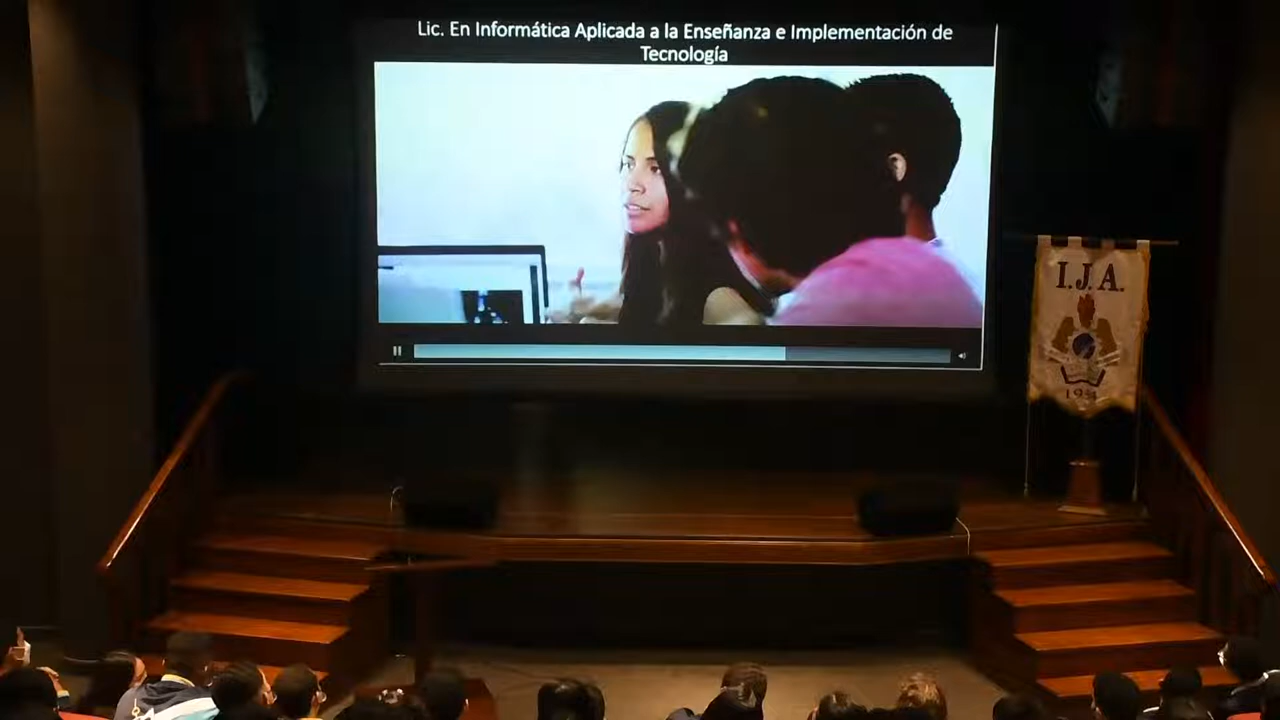 Lic. En Informática Aplicada a la Enseñanza e Implementación de
Tecnología
I.J.A.